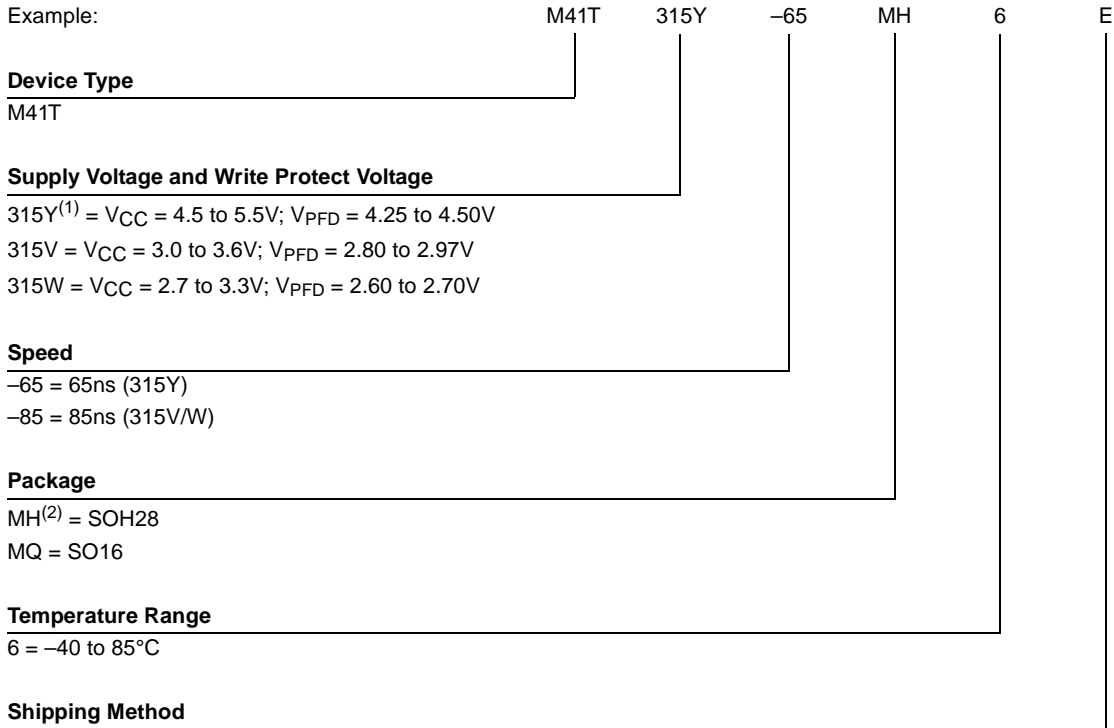 Example: M41T 315Y –65 MH 6 E
Device Type
M41T
Supply Voltage and Write Protect Voltage
315Y(1) = VCC = 4.5 to 5.5V; VPFD = 4.25 to 4.50V
315V = VCC = 3.0 to 3.6V; VPFD = 2.80 to 2.97V
315W = VCC = 2.7 to 3.3V; VPFD = 2.60 to 2.70V
Speed
–65 = 65ns (315Y)
–85 = 85ns (315V/W)
Package
MH(2) = SOH28
MQ = SO16
Temperature Range
6 = –40 to 85°C
Shipping Method